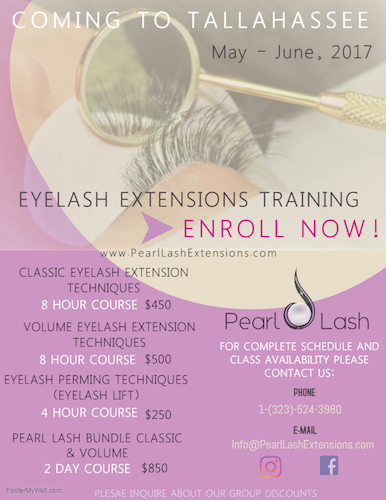 COMING TO TALLAHASSEE
May - June, 2017
EYELASH EXTENSIONS TRAINING
ENROLL NOW!
www.PearlLashExtensions.com
CLASSIC EYELASH EXTENSION
TECHNIQUES
8 HOUR COURSE $450
VOLUME EYELASH EXTENSION
TECHNIQUES
8 HOUR COURSE $500
EYELASH PERMING TECHNIQUES
(EYELASH LIFT)
4 HOUR COURSE $250
PEARL LASH BUNDLE CLASSIC
& VOLUME
2 DAY COURSE $850
Pearl Lash
FOR COMPLETE SCHEDULE AND
CLASS AVAILABILITY PLEASE
CONTACT US:
PHONE
1-(323)-524-3980
E-MAIL
Info@PearlLashExtensions.com
PLESAE INQUIRE ABOUT OUR GROUP DISCOUNTS
PosterMyWall.com